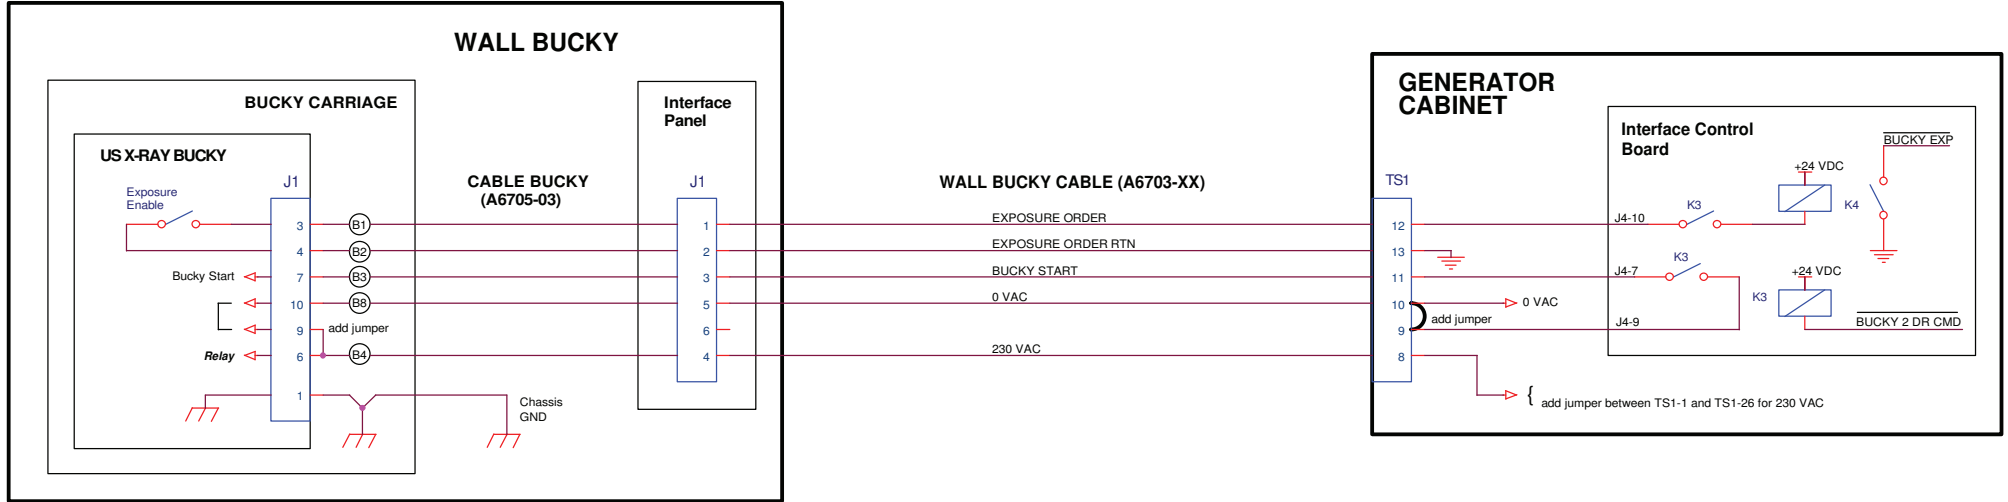 WALL BUCKY
BUCKY CARRIAGE
US X-RAY BUCKY
Exposure
Enable
J1
3
4
Bucky Start
7
10
9
add jumper
Relay
6
1
Chassis
GND
B1
B2
B3
B8
B4
CABLE BUCKY
(A6705-03)
Interface
Panel
J1
1
2
3
5
6
4
WALL BUCKY CABLE (A6703-XX)
EXPOSURE ORDER
EXPOSURE ORDER RTN
BUCKY START
0 VAC
230 VAC
GENERATOR
CABINET
TS1
12
13
11
10
9
8
0 VAC
add jumper
{ add jumper between TS1-1 and TS1-26 for 230 VAC
Interface Control
Board
BUCKY EXP
+24 VDC
K4
J4-10
K3
J4-7
K3
+24 VDC
K3
J4-9
BUCKY 2 DR CMD